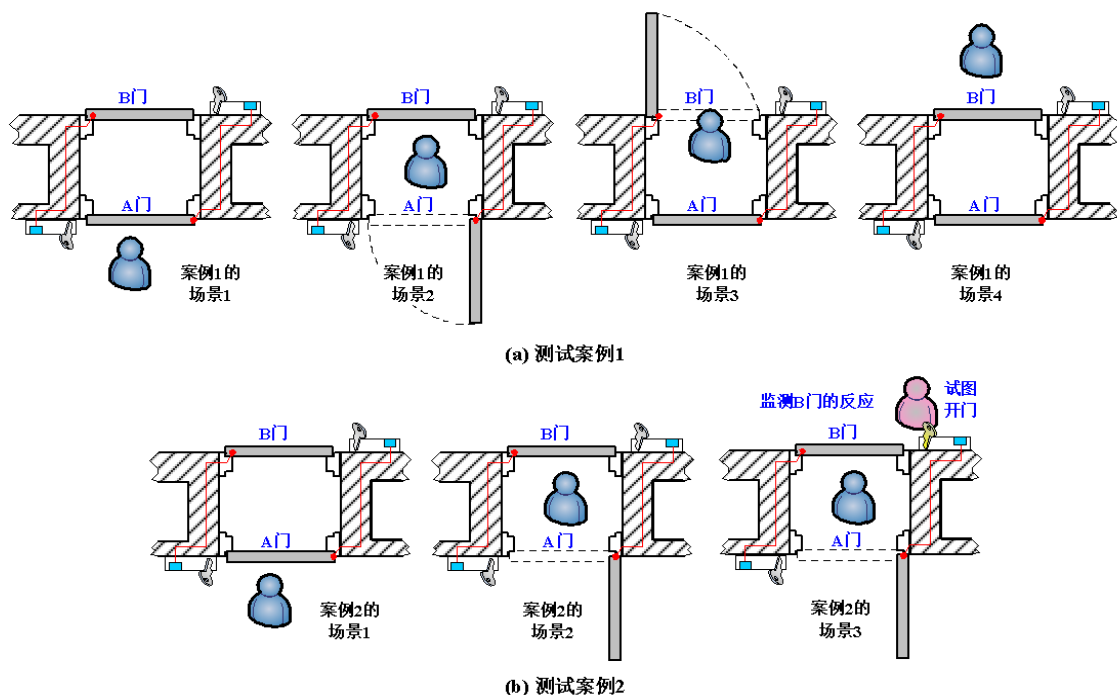 B门
A门
案例1的
场景1
B门
A门
案例1的
场景2
B门
A门
案例1的
场景3
B门
A门
案例1的
场景4
(a) 测试案例1
B门
A门
案例2的
场景1
B门
A门
案例2的
场景2
监测B门的反应
试图
开门
B门
A门
案例2的
场景3
(b) 测试案例2